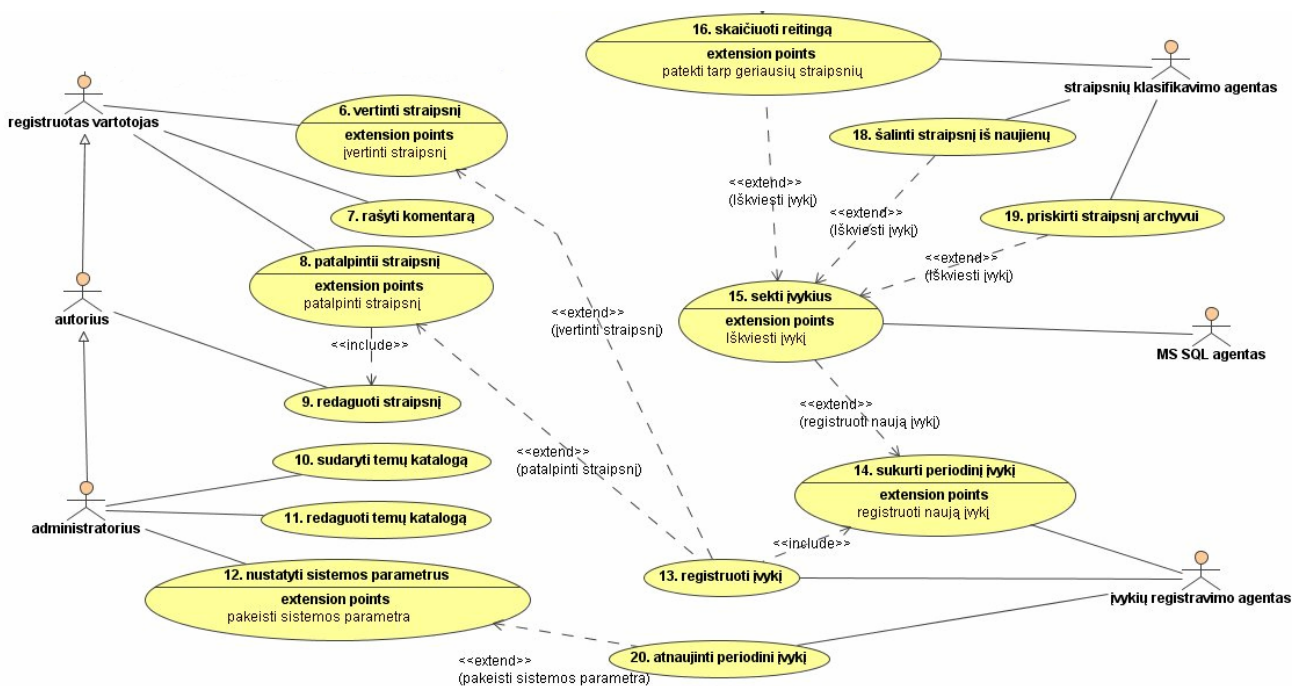 16. skaičiuoti reitingą
extension points
patekti tarp geriausių straipsnių
registruotas vartotojas
straipsnių klasifikavimo agentas
6. vertinti straipsnį
extension points
įvertinti straipsnį
18. šalinti straipsnį iš naujienų
<<extend>>
(Iškviesti įvykį)
7. rašyti komentarą
<<extend>>
(Iškviesti įvykį)
19. priskirti straipsnį archyvui
8. patalpintii straipsnį
extension points
patalpinti straipsnį
<<extend>>
(Iškviesti įvykį)
autorius
15. sekti įvykius
extension points
Iškviesti įvykį
<<extend>>
(įvertinti straipsnį)
<<include>>
MS SQL agentas
9. redaguoti straipsnį
<<extend>>
(registruoti naują įvykį)
10. sudaryti temų katalogą
<<extend>>
(patalpinti straipsnį)
14. sukurti periodinį įvykį
extension points
registruoti naują įvykį
administratorius
11. redaguoti temų katalogą
<<include>>
12. nustatyti sistemos parametrus
extension points
pakeisti sistemos parametra
13. registruoti įvykį
įvykių registravimo agentas
<<extend>>
(pakeisti sistemos parametra)
20. atnaujinti periodini įvykį